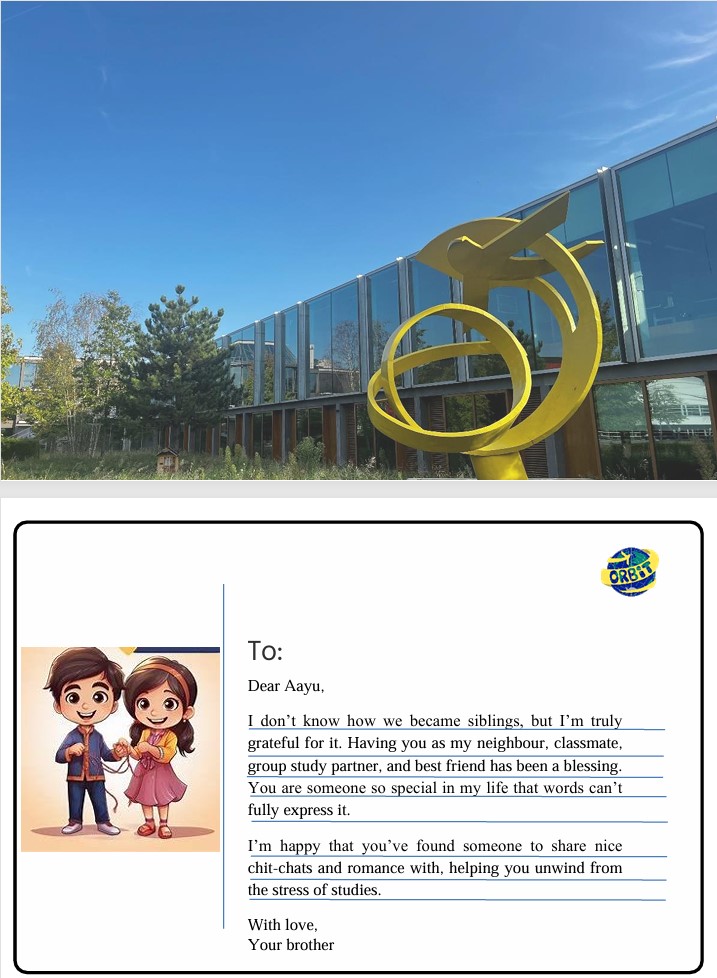 ORBIT
To:
Dear Aayu,
I don’t know how we became siblings, but I’m truly
grateful for it. Having you as my neighbour, classmate,
group study partner, and best friend has been a blessing.
You are someone so special in my life that words can’t
fully express it.
I’m happy that you’ve found someone to share nice
chit-chats and romance with, helping you unwind from
the stress of studies.
With love,
Your brother